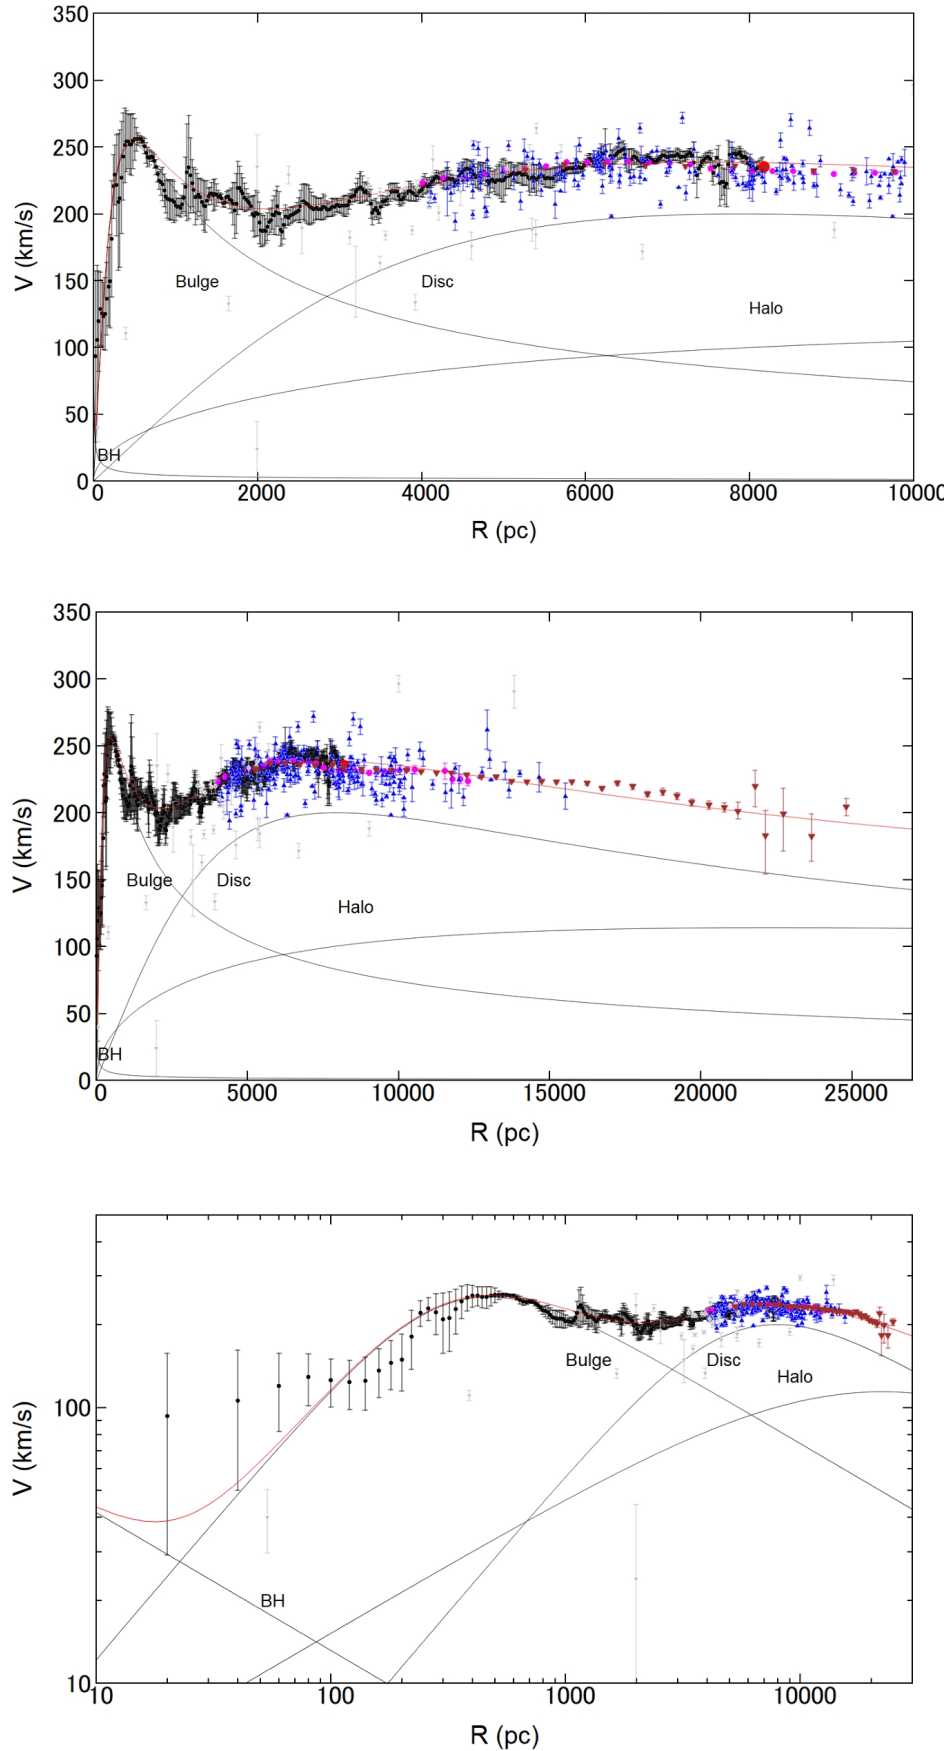 350
300
250
200
150
100
50
0
V (km/s)
Bulge
Disc
Halo
BH
0 2000 4000 6000 8000 10000
R (pc)
350
300
250
200
150
100
50
0
V (km/s)
Bulge Disc
Halo
BH
0 5000 10000 15000 20000 25000
R (pc)
100
10
V (km/s)
Bulge Disc
Halo
BH
10 100 1000 10000
R (pc)